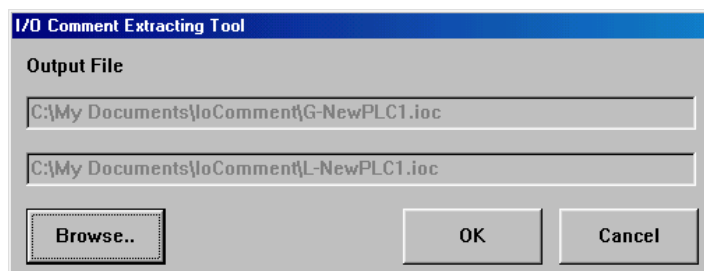 I/O Comment Extracting Tool
Output File
C:\My Documents\IoComment\G-NewPLC1.ioc
C:\My Documents\IoComment\L-NewPLC1.ioc
Browse.. OK Cancel